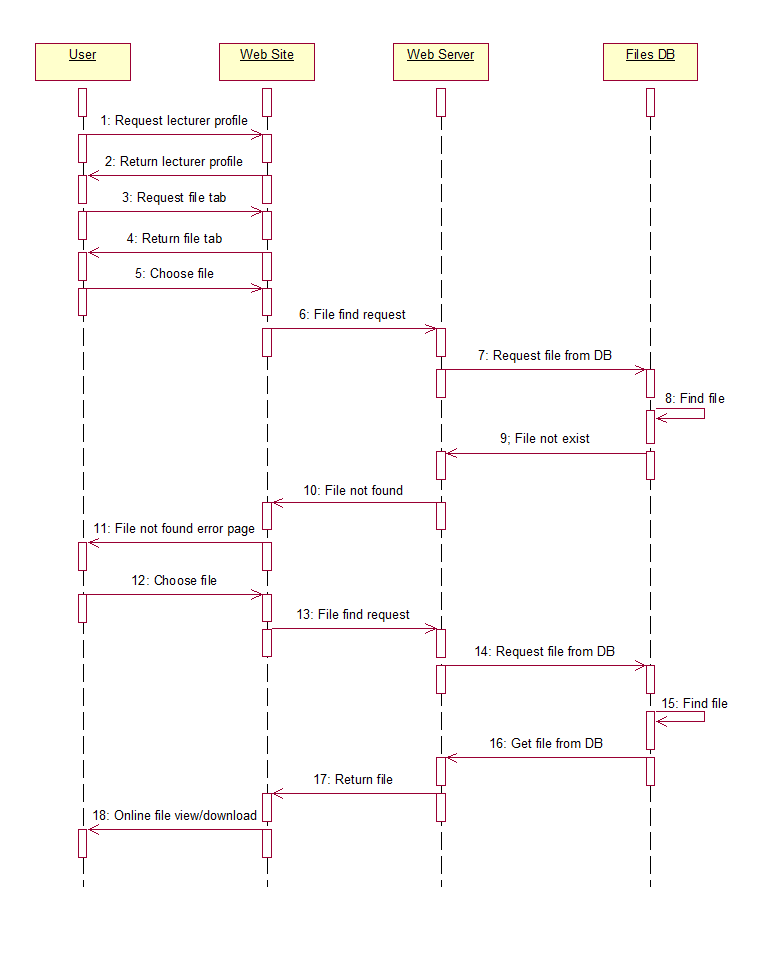 User
Web Site
Web Server
Files DB
1: Request lecturer profile
2: Return lecturer profile
3: Request file tab
4: Return file tab
5: Choose file
6: File find request
7: Request file from DB
8: Find file
9; File not exist
10: File not found
11: File not found error page
12: Choose file
13: File find request
14: Request file from DB
15: Find file
16: Get file from DB
17: Return file
18: Online file view/download